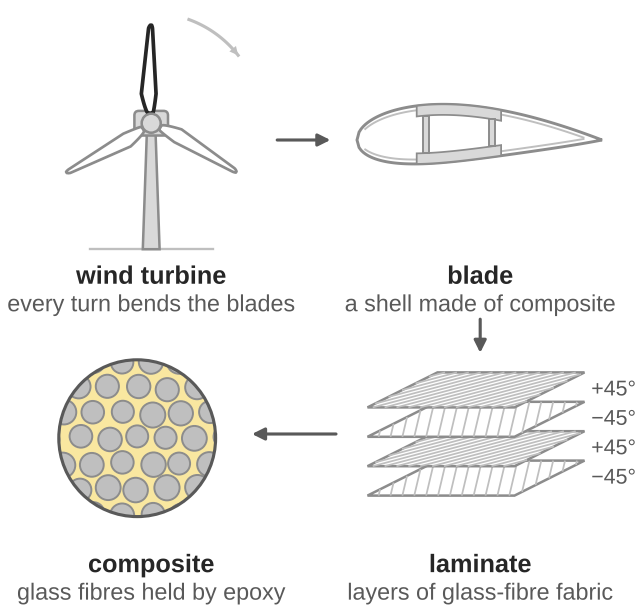 wind turbine
every turn bends the blades
blade
a shell made of composite
+45°
−45°
+45°
−45°
composite
glass fibres held by epoxy
laminate
layers of glass-fibre fabric